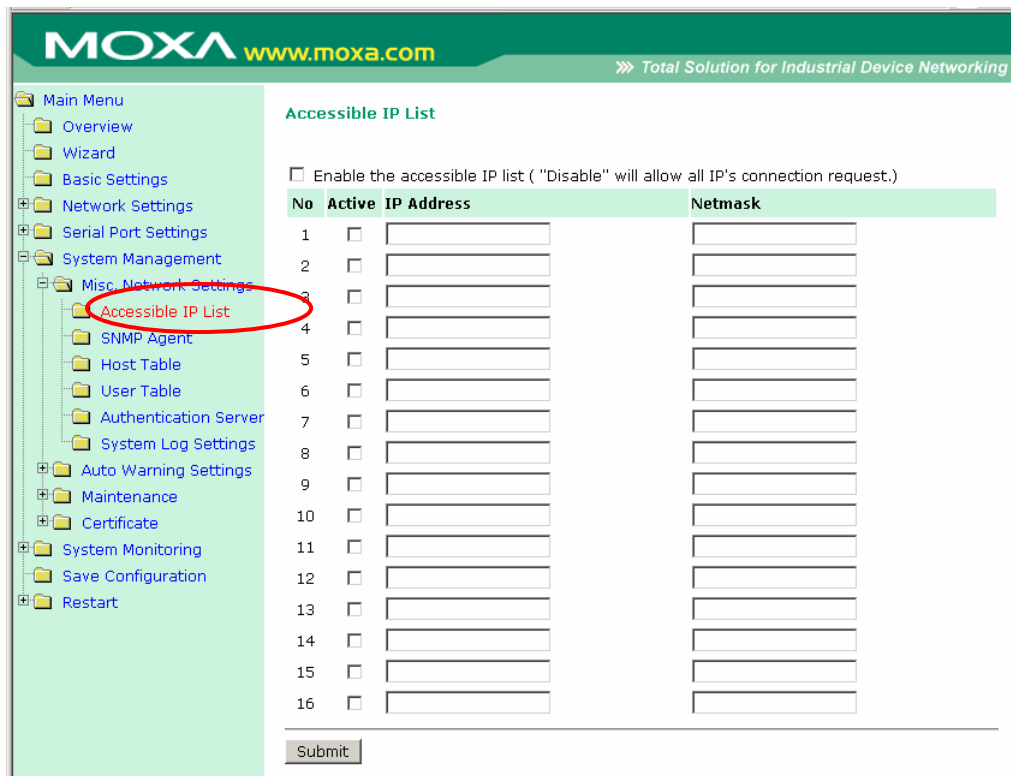 MOXA www.moxa.com
Total Solution for Industrial Device Networking
Main Menu
Overview
Wizard
Basic Settings
Network Settings
Serial Port Settings
System Management
Misc. Network Settings
Accessible IP List
SNMP Agent
Host Table
User Table
Authentication Server
System Log Settings
Auto Warning Settings
Maintenance
Certificate
System Monitoring
Save Configuration
Restart
Accessible IP List
Enable the accessible IP list ( "Disable" will allow all IP's connection request.)
No Active IP Address Netmask
1
2
3
4
5
6
7
8
9
10
11
12
13
14
15
16
Submit